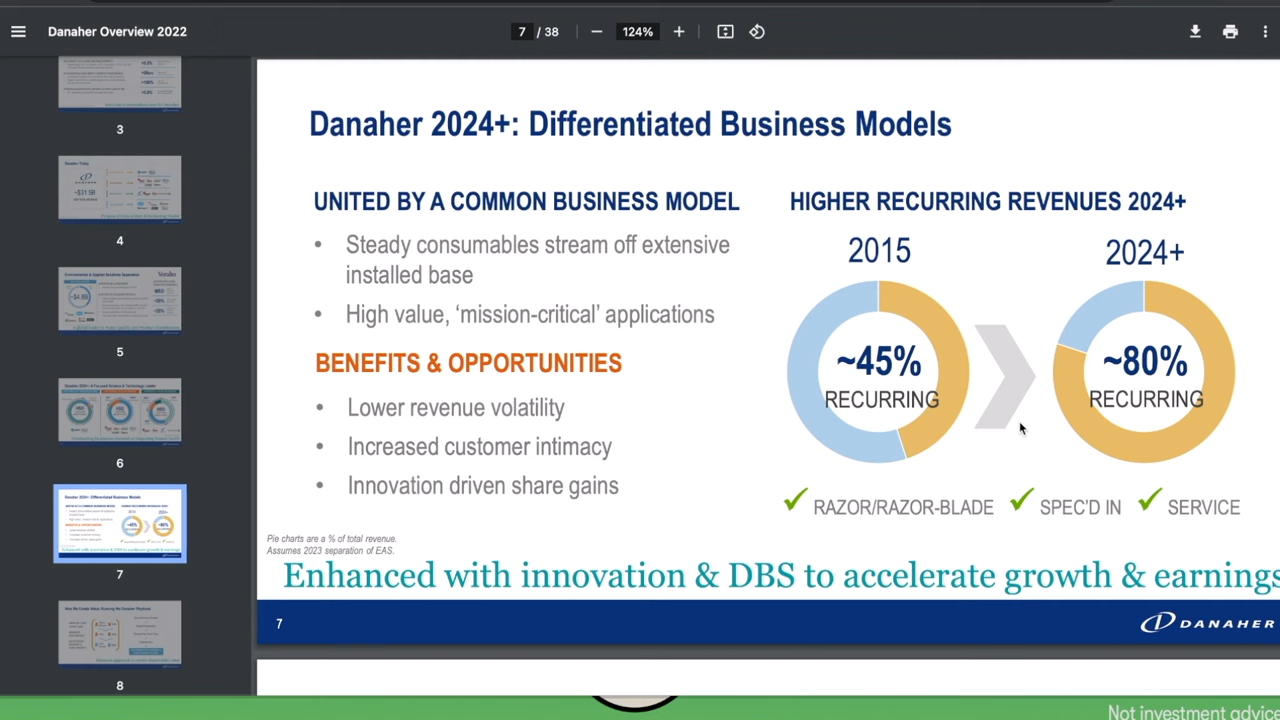 Danaher Overview 2022
7 / 38
124%
3
4
5
6
7
8
Danaher 2024+: Differentiated Business Models
UNITED BY A COMMON BUSINESS MODEL
• Steady consumables stream off extensive
installed base
• High value, ‘mission-critical’ applications
BENEFITS & OPPORTUNITIES
• Lower revenue volatility
• Increased customer intimacy
• Innovation driven share gains
HIGHER RECURRING REVENUES 2024+
2015
2024+
~45%
RECURRING
~80%
RECURRING
RAZOR/RAZOR-BLADE
SPEC'D IN
SERVICE
Pie charts are a % of total revenue.
Assumes 2023 separation of EAS.
Enhanced with innovation & DBS to accelerate growth & earnings
7
DANAHER
Not investment advice